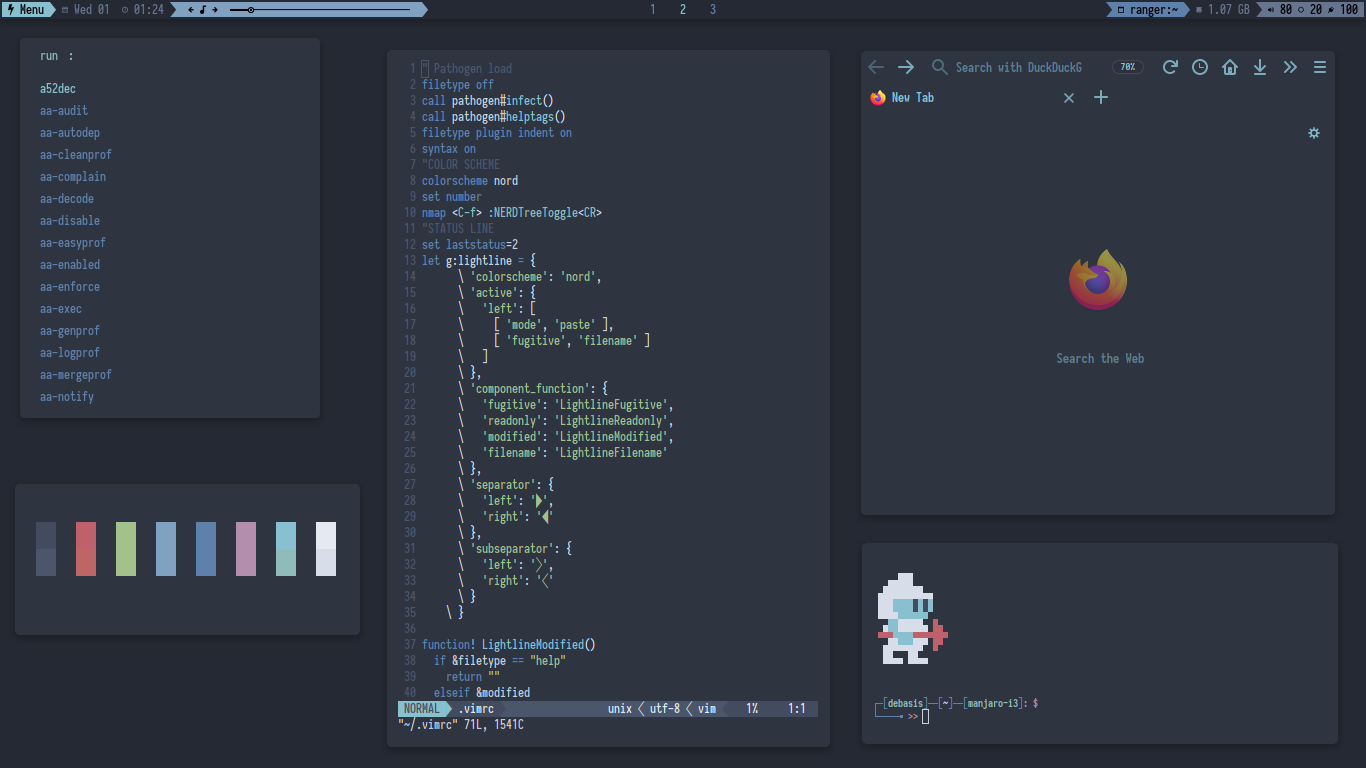 Menu Wed 01 01:24
1 2 3
ranger:~ 1.07 GB 80 20 100
run :
a52dec
aa-audit
aa-autodep
aa-cleanprof
aa-complain
aa-decode
aa-disable
aa-easyprof
aa-enabled
aa-enforce
aa-exec
aa-genprof
aa-logprof
aa-mergeprof
aa-notify
1 " Pathogen load
2 filetype off
3 call pathogen#infect()
4 call pathogen#helptags()
5 filetype plugin indent on
6 syntax on
7 "COLOR SCHEME
8 colorscheme nord
9 set number
10 nmap <C-f> :NERDTreeToggle<CR>
11 "STATUS LINE
12 set laststatus=2
13 let g:lightline = {
14 \ 'colorscheme': 'nord',
15 \ 'active': {
16 \ 'left': [
17 \ [ 'mode', 'paste' ],
18 \ [ 'fugitive', 'filename' ]
19 \ ]
20 \ },
21 \ 'component_function': {
22 \ 'fugitive': 'LightlineFugitive',
23 \ 'readonly': 'LightlineReadonly',
24 \ 'modified': 'LightlineModified',
25 \ 'filename': 'LightlineFilename'
26 \ },
27 \ 'separator': {
28 \ 'left': '',
29 \ 'right': ''
30 \ },
31 \ 'subseparator': {
32 \ 'left': '',
33 \ 'right': ''
34 \ }
35 \ }
36
37 function! LightlineModified()
38 if &filetype == "help"
39 return ""
40 elseif &modified
NORMAL .vimrc unix utf-8 vim 1% 1:1
"~/.vimrc" 71L, 1541C
Search with DuckDuckG 70%
New Tab
Search the Web
[debasis]—[~]—[manjaro-i3]: $
>>